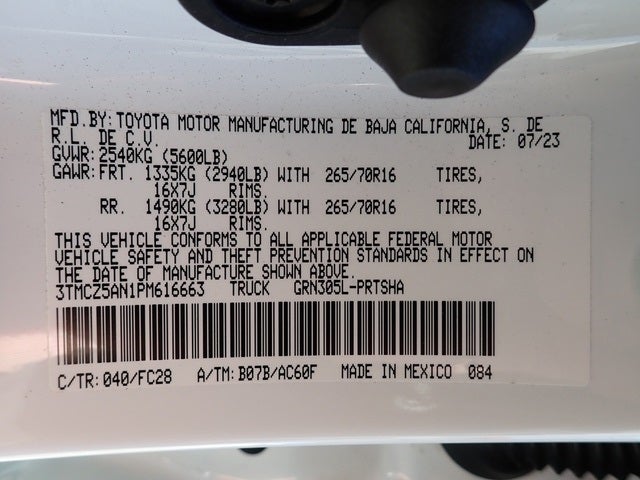 MFD.BY:TOYOTA MOTOR MANUFACTURING DE BAJA CALIFORNIA, S. DE
R.L. DE C.V. DATE: 07/23
GVWR:2540KG (5600LB)
GAWR:FRT. 1335KG (2940LB) WITH 265/70R16 TIRES,
16X7J RIMS.
RR. 1490KG (3280LB) WITH 265/70R16 TIRES,
16X7J RIMS.
THIS VEHICLE CONFORMS TO ALL APPLICABLE FEDERAL MOTOR
VEHICLE SAFETY AND THEFT PREVENTION STANDARDS IN EFFECT ON
THE DATE OF MANUFACTURE SHOWN ABOVE.
3TMCZ5AN1PM616663 TRUCK GRN305L-PRTSHA
C/TR:040/FC28 A/TM:B07B/AC60F MADE IN MEXICO 084